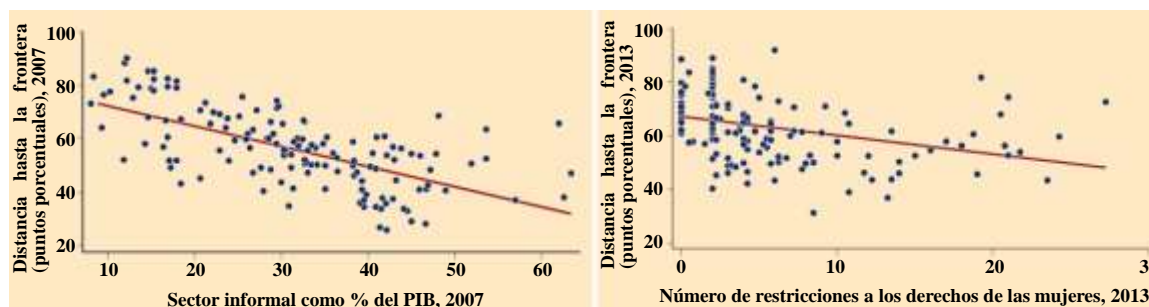 Distancia hasta la frontera
(puntos porcentuales), 2007
100
80
60
40
20
10 20 30 40 50 60
Sector informal como % del PIB, 2007
Distancia hasta la frontera
(puntos porcentuales), 2013
100
80
60
40
20
0 10 20 3
Número de restricciones a los derechos de las mujeres, 2013